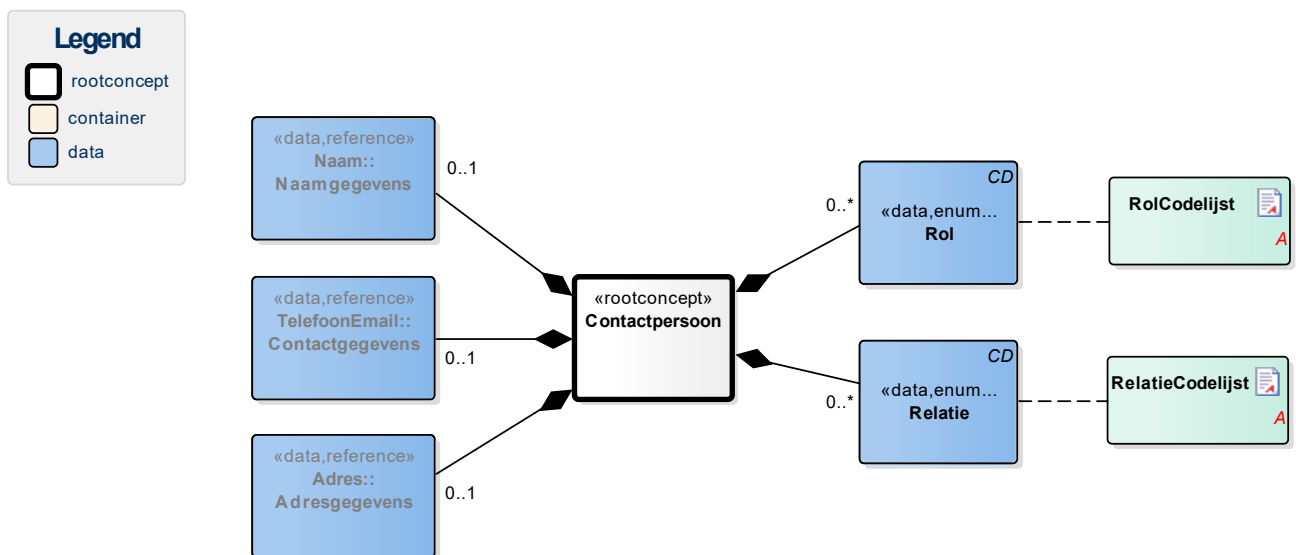 Legend
rootconcept
container
data
«data,reference»
Naam::
Naamgegevens
0..1
«data,reference»
TelefoonEmail::
Contactgegevens
0..1
«data,reference»
Adres::
Adresgegevens
0..1
«rootconcept»
Contactpersoon
CD
0..*
«data,enum...
Rol
RolCodelijst
A
CD
0..*
«data,enum...
Relatie
RelatieCodelijst
A